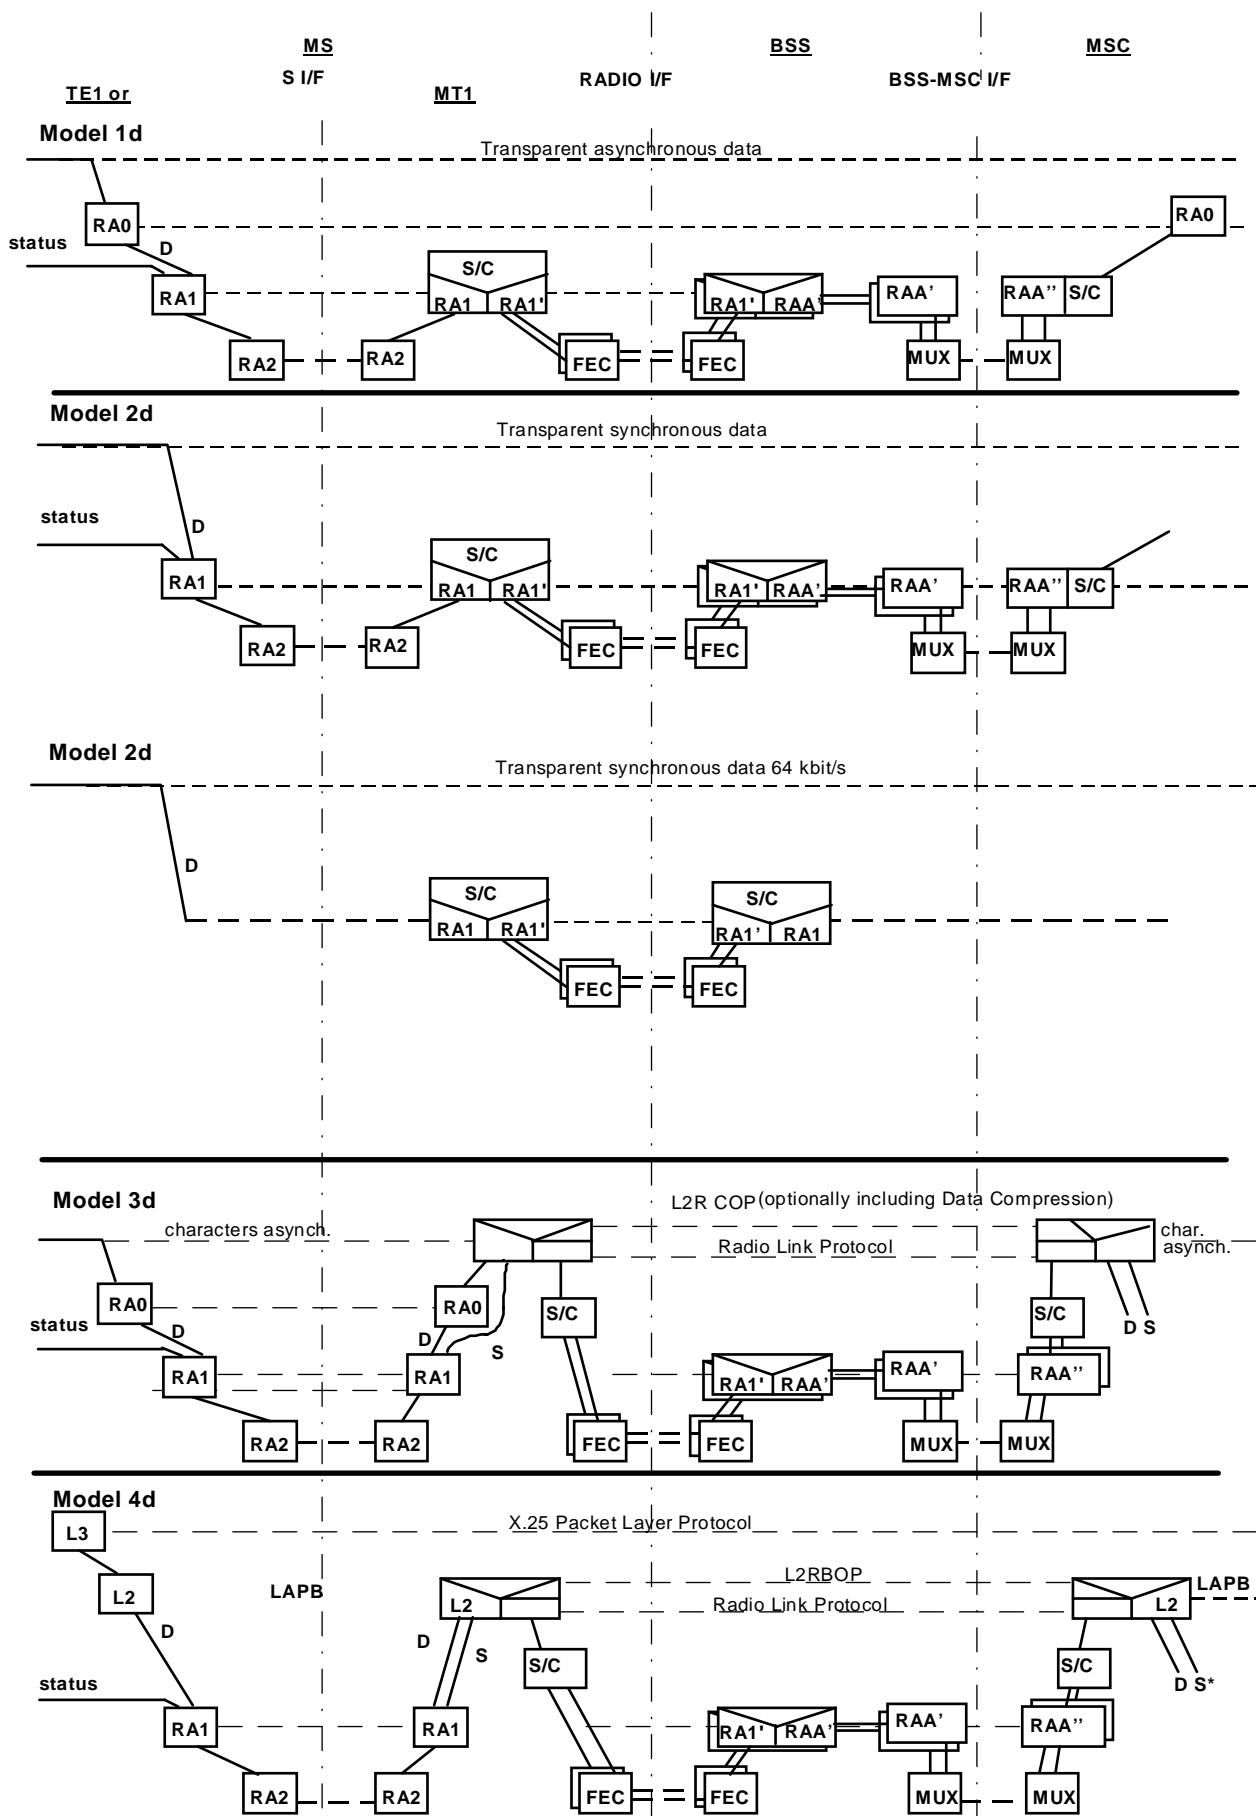 MS
BSS
MSC
S I/F
RADIO I/F
BSS-MSC I/F
TE1 or
MT1
Model 1d
Transparent asynchronous data
RA0
RA0
status
D
S/C
RA1
RA1
RA1'
RA1'
RAA'
RAA'
RAA''
S/C
RA2
RA2
FEC
FEC
MUX
MUX
Model 2d
Transparent synchronous data
status
D
S/C
RA1
RA1
RA1'
RA1'
RAA'
RAA'
RAA''
S/C
RA2
RA2
FEC
FEC
MUX
MUX
Model 2d
Transparent synchronous data 64 kbit/s
D
S/C
S/C
RA1
RA1'
RA1'
RA1
FEC
FEC
Model 3d
L2R COP(optionally including Data Compression)
characters asynch.
Radio Link Protocol
char.
asynch.
RA0
RA0
S/C
S/C
status
D
D
S
D S
RA1
RA1
RA1'
RAA'
RAA'
RAA''
RA2
RA2
FEC
FEC
MUX
MUX
Model 4d
L3
X.25 Packet Layer Protocol
L2
LAPB
L2RBOP
LAPB
L2
Radio Link Protocol
L2
D
D
S
S/C
S/C
D S*
status
RA1
RA1
RA1'
RAA'
RAA'
RAA''
RA2
RA2
FEC
FEC
MUX
MUX